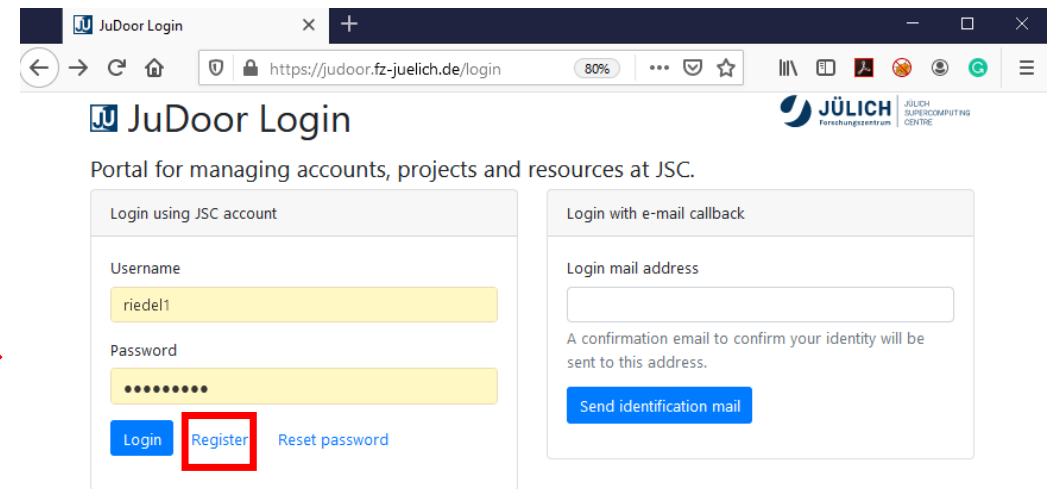 JuDoor Login
https://judoor.fz-juelich.de/login
80%
JuDoor Login
JÜLICH
Forschungszentrum
JÜLICH
SUPERCOMPUTING
CENTRE
Portal for managing accounts, projects and resources at JSC.
Login using JSC account
Username
riedel1
Password
•••••••••
Login Register Reset password
Login with e-mail callback
Login mail address
A confirmation email to confirm your identity will be
sent to this address.
Send identification mail